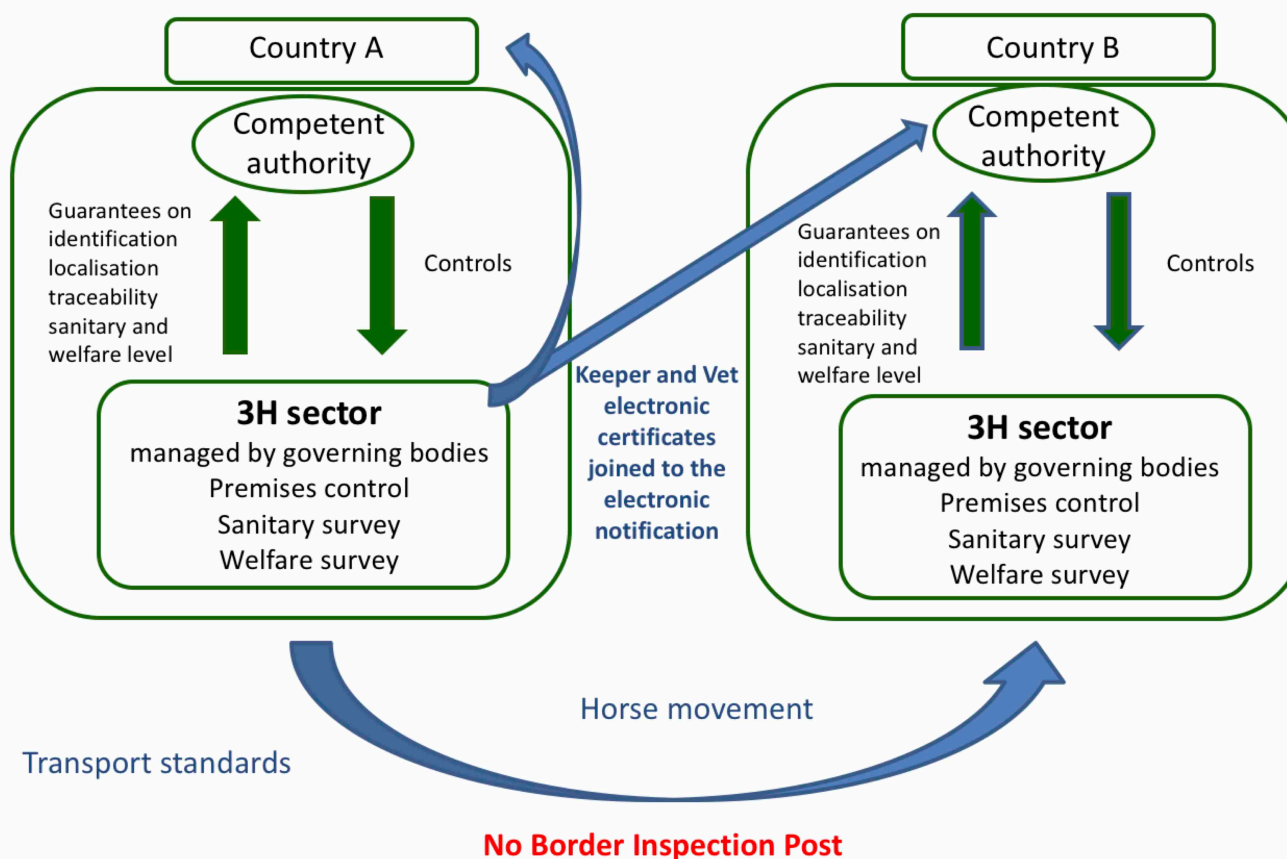 Country A
Competent
authority
Guarantees on
identification
localisation
traceability
sanitary and
welfare level
Controls
3H sector
managed by governing bodies
Premises control
Sanitary survey
Welfare survey
Keeper and Vet
electronic
certificates
joined to the
electronic
notification
Country B
Competent
authority
Guarantees on
identification
localisation
traceability
sanitary and
welfare level
Controls
3H sector
managed by governing bodies
Premises control
Sanitary survey
Welfare survey
Horse movement
Transport standards
No Border Inspection Post